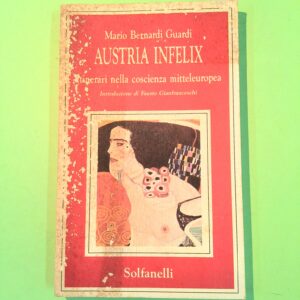 Mario Bernardi Guardi
AUSTRIA INFELIX
itinerari nella coscienza mitteleuropea
Introduzione di Fausto Gianfranceschi
Solfanelli